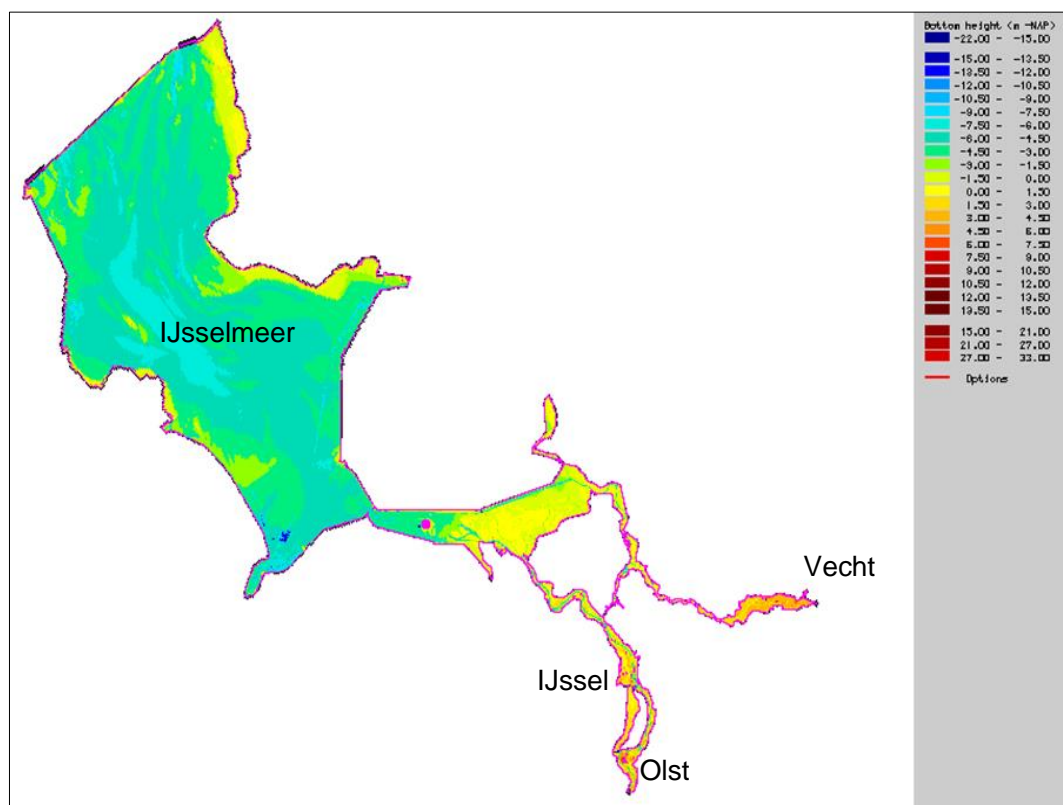 Bottom height (m -NAP)
-22.00 - -15.00
-15.00 - -13.50
-13.50 - -12.00
-12.00 - -10.50
-10.50 - -9.00
-9.00 - -7.50
-7.50 - -6.00
-6.00 - -4.50
-4.50 - -3.00
-3.00 - -1.50
-1.50 - 0.00
0.00 - 1.50
1.50 - 3.00
3.00 - 4.50
4.50 - 6.00
6.00 - 7.50
7.50 - 9.00
9.00 - 10.50
10.50 - 12.00
12.00 - 13.50
13.50 - 15.00
15.00 - 21.00
21.00 - 27.00
27.00 - 33.00
Options
IJsselmeer
Vecht
IJssel
Olst